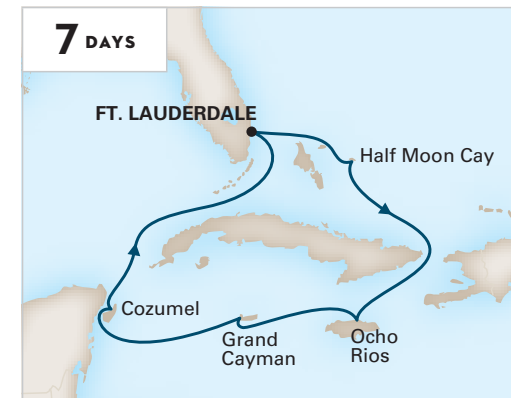 7 DAYS
FT. LAUDERDALE
Half Moon Cay
Cozumel
Grand
Cayman
Ocho
Rios